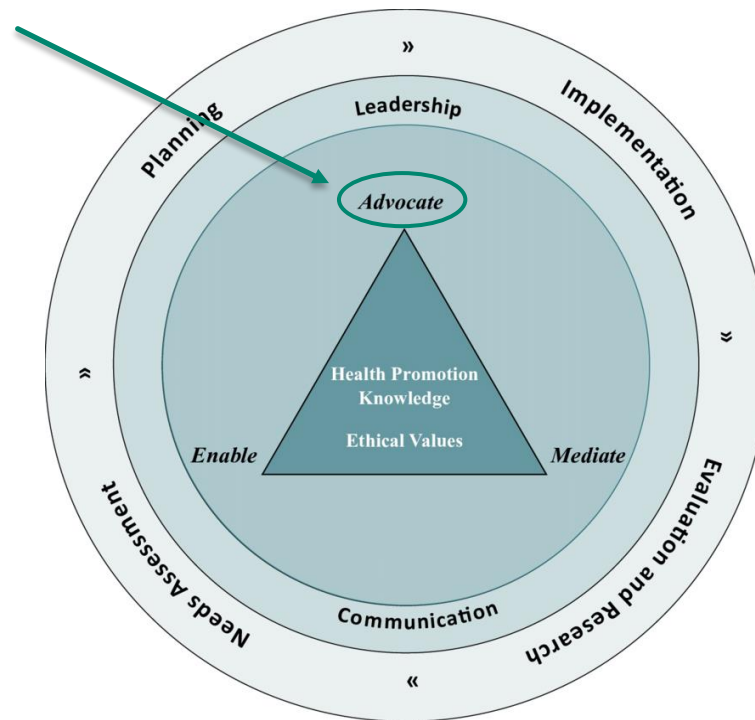 »
Planning
Implementation
Leadership
Advocate
Health Promotion
Knowledge
Ethical Values
Enable
Mediate
»
»
Needs Assessment
Evaluation and Research
Communication
»